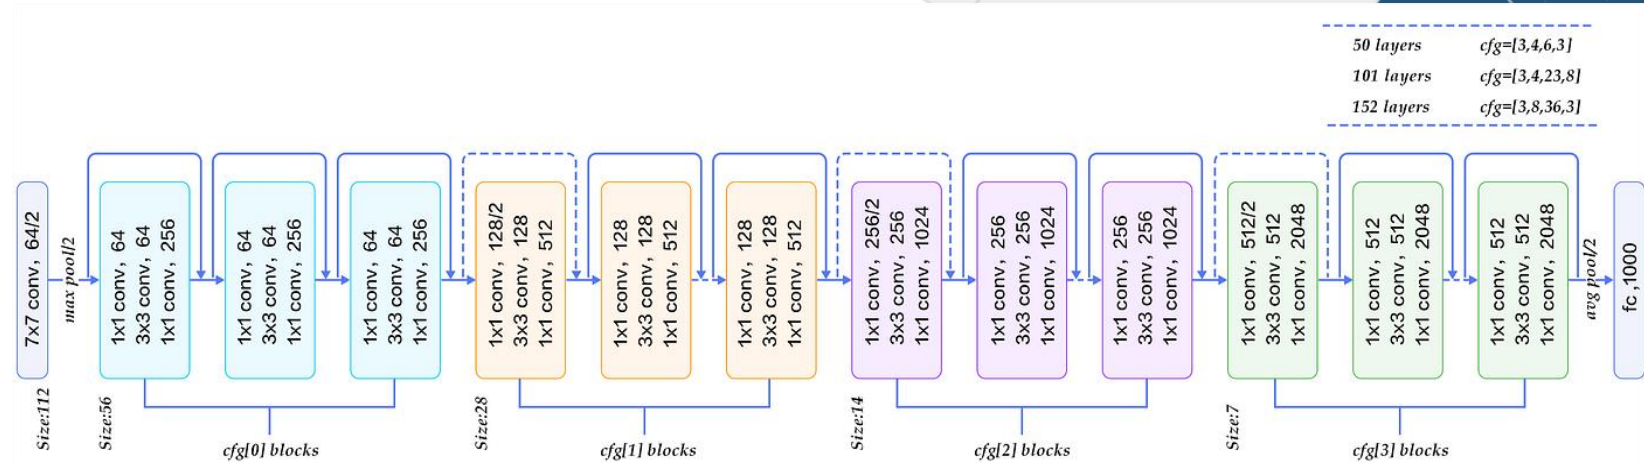 50 layers cfg=[3,4,6,3]
101 layers cfg=[3,4,23,8]
152 layers cfg=[3,8,36,3]
7x7 conv, 64/2
max pool/2
1x1 conv, 64
3x3 conv, 64
1x1 conv, 256
1x1 conv, 64
3x3 conv, 64
1x1 conv, 256
1x1 conv, 64
3x3 conv, 64
1x1 conv, 256
1x1 conv, 128/2
3x3 conv, 128
1x1 conv, 512
1x1 conv, 128
1x1 conv, 128
1x1 conv, 512
1x1 conv, 128
3x3 conv, 128
1x1 conv, 512
1x1 conv, 256/2
3x3 conv, 256
1x1 conv, 1024
1x1 conv, 256
3x3 conv, 256
1x1 conv, 1024
1x1 conv, 256
3x3 conv, 256
1x1 conv, 1024
1x1 conv, 512/2
3x3 conv, 512
1x1 conv, 2048
1x1 conv, 512
3x3 conv, 512
1x1 conv, 2048
1x1 conv, 512
3x3 conv, 512
1x1 conv, 2048
avg pool/2
fc ,1000
Size:112
Size:56
Size:28
Size:14
Size:7
cfg[0] blocks
cfg[1] blocks
cfg[2] blocks
cfg[3] blocks